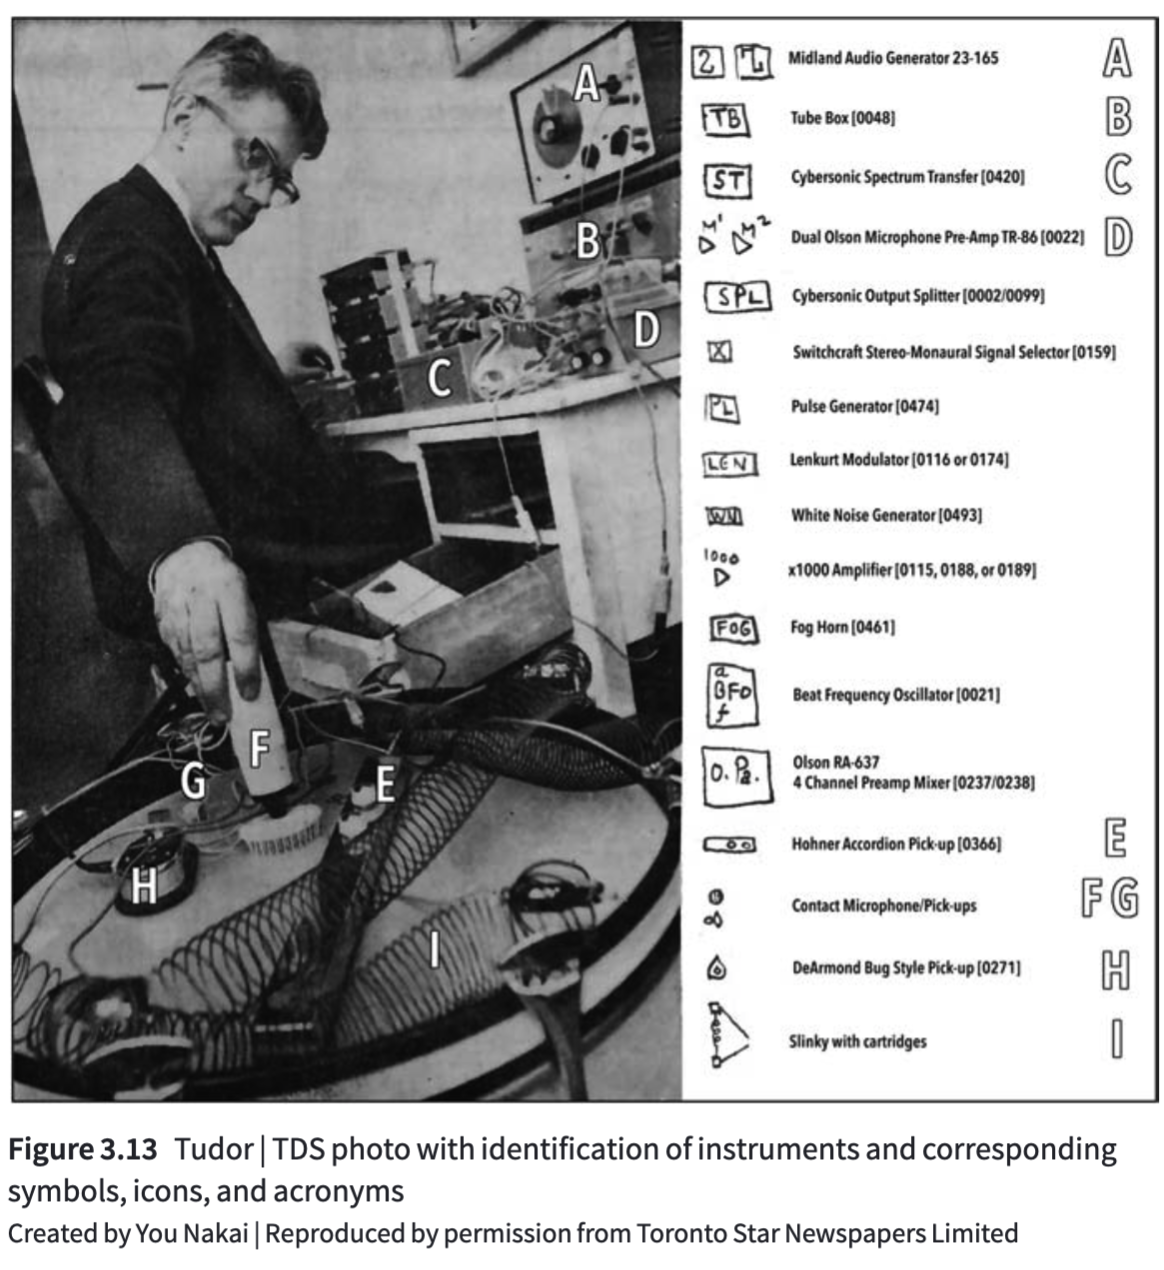 A
B
C
D
E
F
G
H
I
2 Midland Audio Generator 23-165 A
TB Tube Box [0048] B
ST Cybersonic Spectrum Transfer [0420] C
M1 M2 Dual Olson Microphone Pre-Amp TR-86 [0022] D
SPL Cybersonic Output Splitter [0002/0099]
X Switchcraft Stereo-Monaural Signal Selector [0159]
PL Pulse Generator [0474]
LEN Lenkurt Modulator [0116 or 0174]
WN White Noise Generator [0493]
1000 x1000 Amplifier [0115, 0188, or 0189]
FOG Fog Horn [0461]
a
BFO Beat Frequency Oscillator [0021]
f
Olson RA-637
O.P2. 4 Channel Preamp Mixer [0237/0238]
Hohner Accordion Pick-up [0366] E
Contact Microphone/Pick-ups F G
DeArmond Bug Style Pick-up [0271] H
Slinky with cartridges I
Figure 3.13 Tudor | TDS photo with identification of instruments and corresponding
symbols, icons, and acronyms
Created by You Nakai | Reproduced by permission from Toronto Star Newspapers Limited